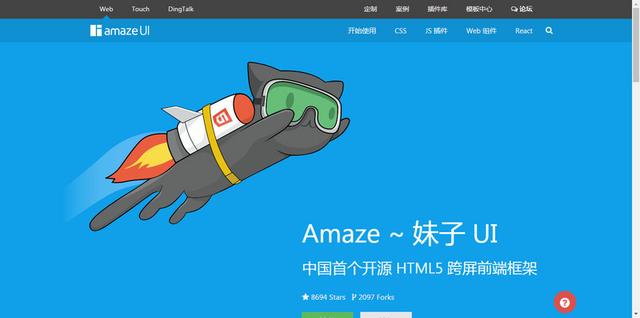 Web Touch DingTalk 定制 案例 插件库 模板中心 论坛
amaze UI 开始使用 CSS JS 插件 Web 组件 React
5
Amaze ~ 妹子 UI
中国首个开源 HTML5 跨屏前端框架
8694 Stars 2097 Forks
?